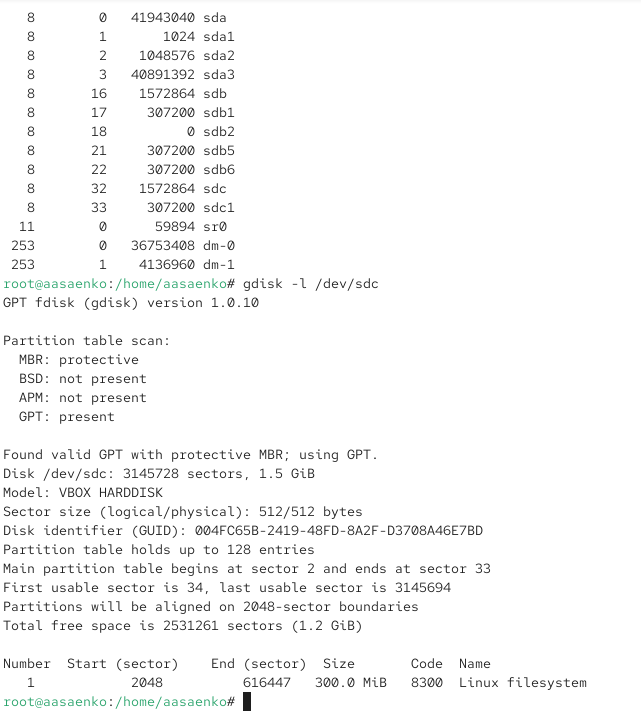 8 0 41943040 sda
8 1 1024 sda1
8 2 1048576 sda2
8 3 40891392 sda3
8 16 1572864 sdb
8 17 307200 sdb1
8 18 0 sdb2
8 21 307200 sdb5
8 22 307200 sdb6
8 32 1572864 sdc
8 33 307200 sdc1
11 0 59894 sr0
253 0 36753408 dm-0
253 1 4136960 dm-1
root@aasaenko:/home/aasaenko# gdisk -l /dev/sdc
GPT fdisk (gdisk) version 1.0.10
Partition table scan:
MBR: protective
BSD: not present
APM: not present
GPT: present
Found valid GPT with protective MBR; using GPT.
Disk /dev/sdc: 3145728 sectors, 1.5 GiB
Model: VBOX HARDDISK
Sector size (logical/physical): 512/512 bytes
Disk identifier (GUID): 004FC65B-2419-48FD-8A2F-D3708A46E7BD
Partition table holds up to 128 entries
Main partition table begins at sector 2 and ends at sector 33
First usable sector is 34, last usable sector is 3145694
Partitions will be aligned on 2048-sector boundaries
Total free space is 2531261 sectors (1.2 GiB)
Number Start (sector) End (sector) Size Code Name
1 2048 616447 300.0 MiB 8300 Linux filesystem
root@aasaenko:/home/aasaenko#